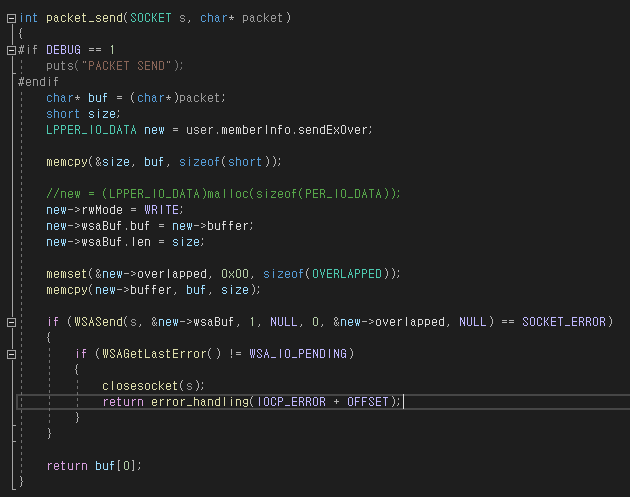 int packet_send(SOCKET s, char* packet)
{
#if DEBUG == 1
    puts("PACKET SEND");
#endif
    char* buf = (char*)packet;
    short size;
    LPPER_IO_DATA new = user.memberInfo.sendExOver;

    memcpy(&size, buf, sizeof(short));

    //new = (LPPER_IO_DATA)malloc(sizeof(PER_IO_DATA));
    new->rwMode = WRITE;
    new->wsaBuf.buf = new->buffer;
    new->wsaBuf.len = size;

    memset(&new->overlapped, 0x00, sizeof(OVERLAPPED));
    memcpy(new->buffer, buf, size);

    if (WSASend(s, &new->wsaBuf, 1, NULL, 0, &new->overlapped, NULL) == SOCKET_ERROR)
    {
        if (WSAGetLastError() != WSA_IO_PENDING)
        {
            closesocket(s);
            return error_handling(IOCP_ERROR + OFFSET);
        }
    }

    return buf[0];
}